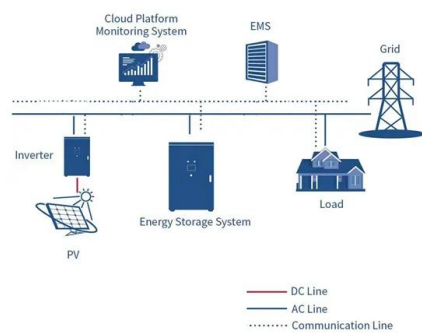 Cloud Platform
Monitoring System
EMS
Grid
Inverter
Energy Storage System
Load
PV
DC Line
AC Line
Communication Line